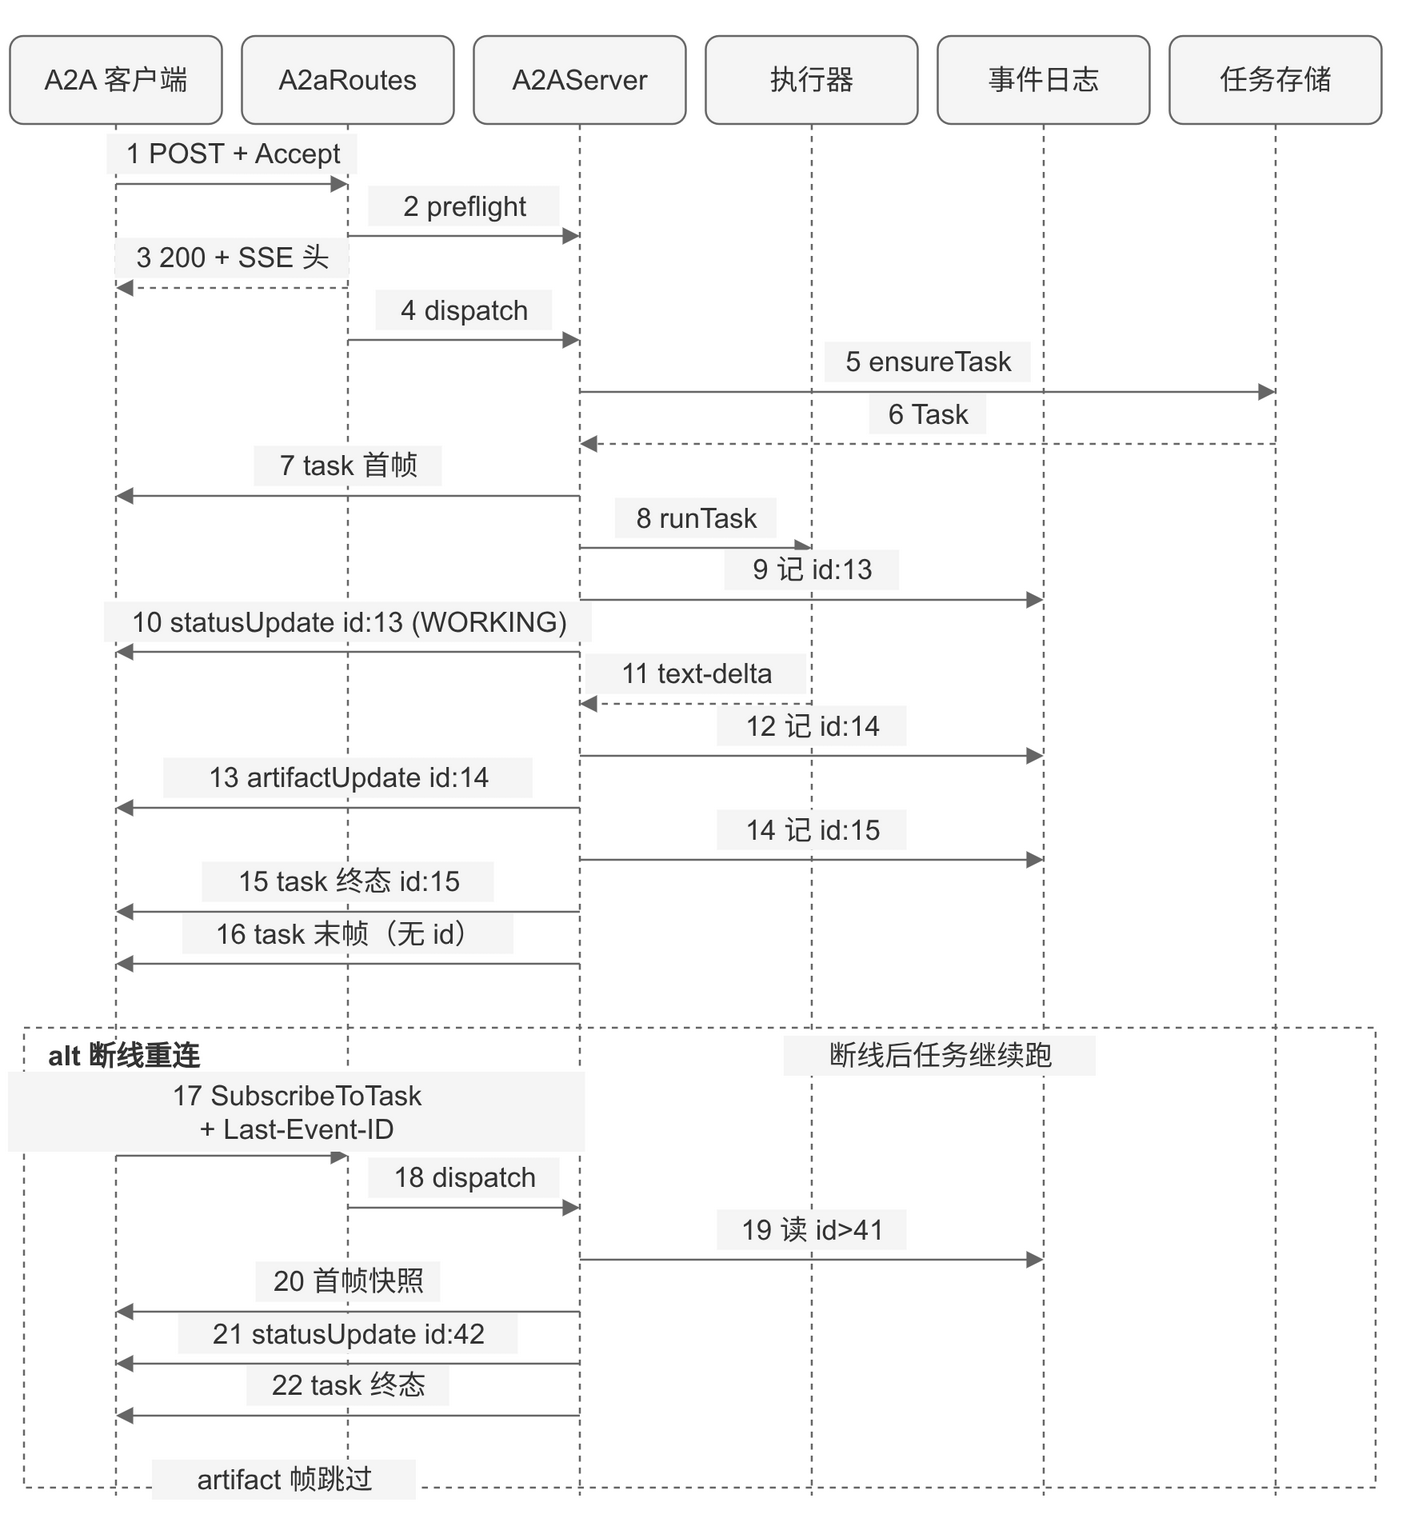 A2A 客户端
A2aRoutes
A2AServer
执行器
事件日志
任务存储
1 POST + Accept
2 preflight
3 200 + SSE 头
4 dispatch
5 ensureTask
6 Task
7 task 首帧
8 runTask
9 记 id:13
10 statusUpdate id:13 (WORKING)
11 text-delta
12 记 id:14
13 artifactUpdate id:14
14 记 id:15
15 task 终态 id:15
16 task 末帧（无 id）
alt 断线重连
断线后任务继续跑
17 SubscribeToTask
+ Last-Event-ID
18 dispatch
19 读 id>41
20 首帧快照
21 statusUpdate id:42
22 task 终态
artifact 帧跳过